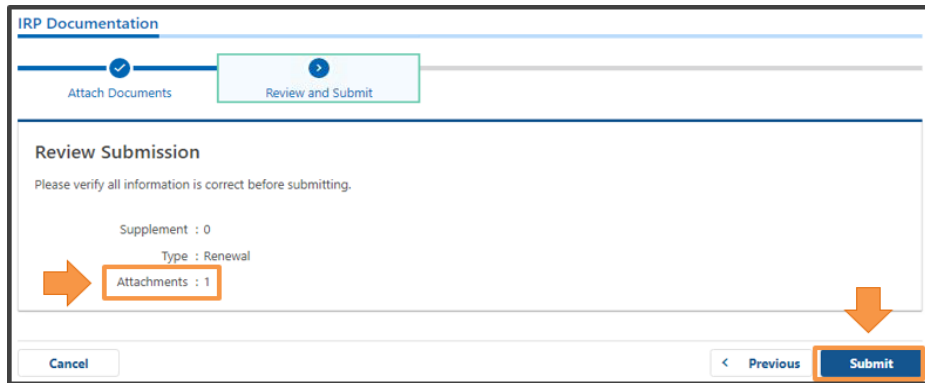 IRP Documentation
Attach Documents
Review and Submit
Review Submission
Please verify all information is correct before submitting.
Supplement : 0
Type : Renewal
Attachments : 1
Cancel
Previous
Submit